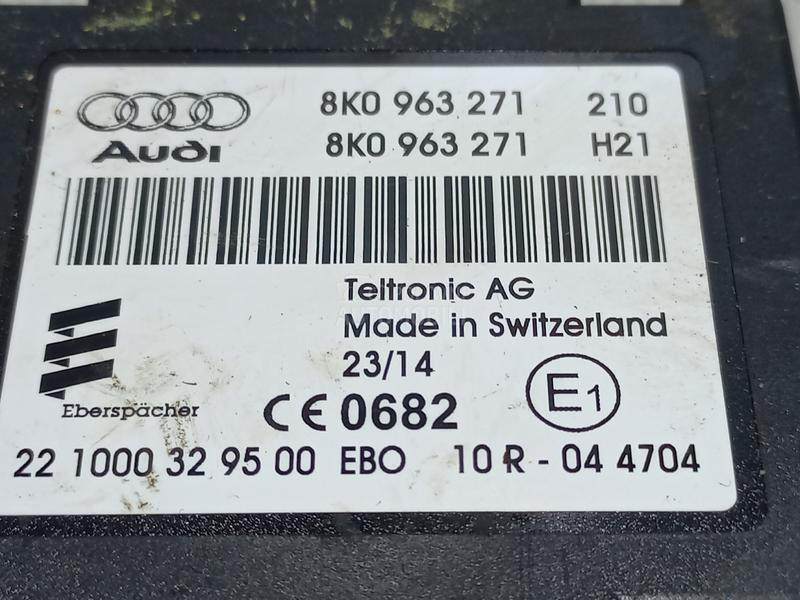 8K0 963 271 210
Audi 8K0 963 271 H21
Teltronic AG
Made in Switzerland
23/14
Eberspächer CE 0682 E1
22 1000 32 95 00 EBO 10 R - 04 4704